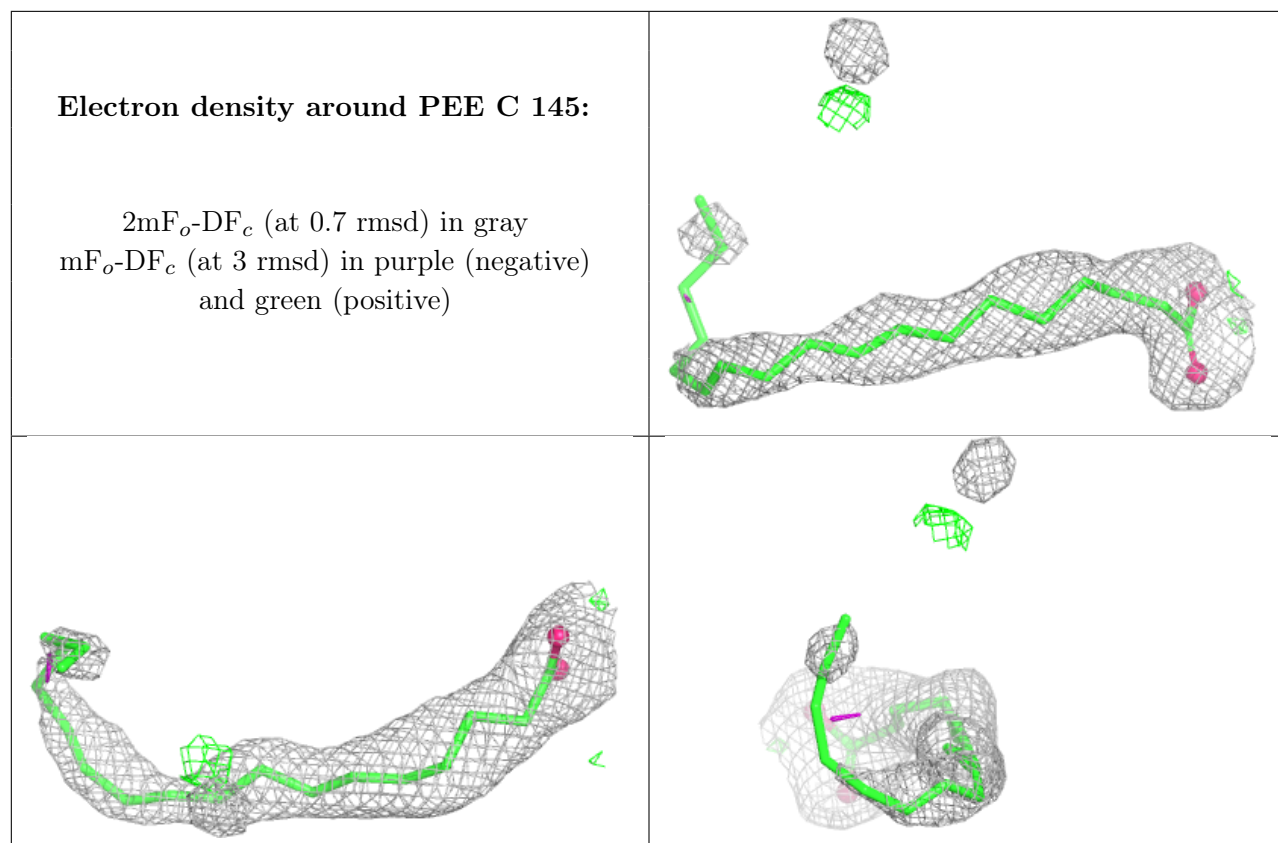 Electron density around PEE C 145:
2mFo-DFc (at 0.7 rmsd) in gray
mFo-DFc (at 3 rmsd) in purple (negative)
and green (positive)